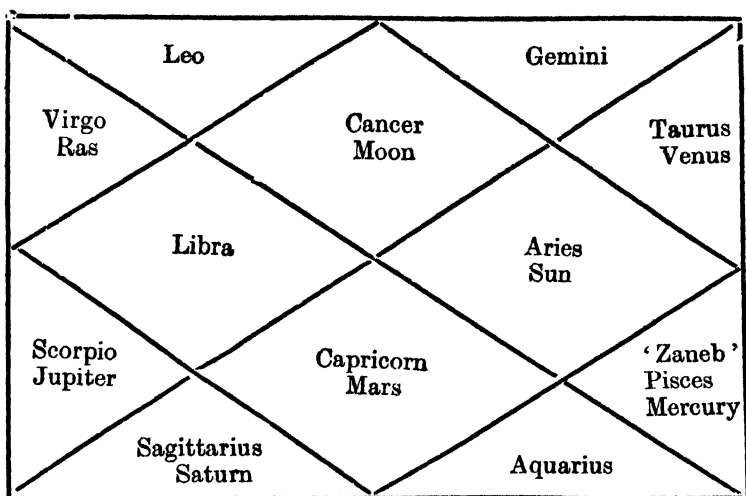 Leo
Gemini
Virgo
Ras
Cancer
Moon
Taurus
Venus
Libra
Aries
Sun
Scorpio
Jupiter
Capricorn
Mars
‘Zaneb’
Pisces
Mercury
Sagittarius
Saturn
Aquarius